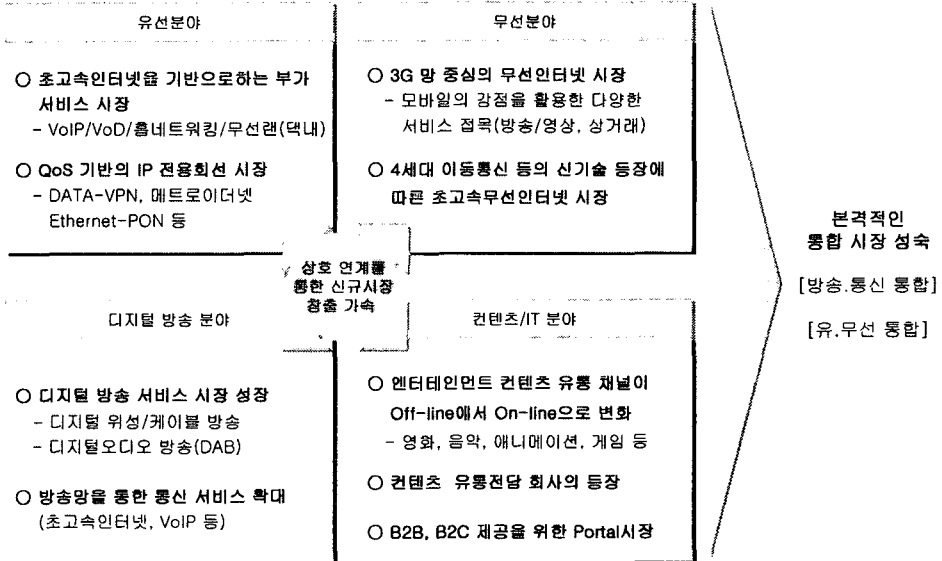 유선분야
○ 초고속인터넷을 기반으로하는 부가
서비스 시장
- VoIP/VoD/홈네트워킹/무선랜(댁내)
○ QoS 기반의 IP 전용회선 시장
- DATA-VPN, 메트로이더넷
Ethernet-PON 등
무선분야
○ 3G 망 중심의 무선인터넷 시장
- 모바일의 강점을 활용한 다양한
서비스 접목(방송/영상, 상거래)
○ 4세대 이동통신 등의 신기술 등장에
따른 초고속무선인터넷 시장
상호 연계를
통한 신규시장
창출 가속
디지털 방송 분야
○ 디지털 방송 서비스 시장 성장
- 디지털 위성/케이블 방송
- 디지털오디오 방송(DAB)
○ 방송망을 통한 통신 서비스 확대
(초고속인터넷, VoIP 등)
컨텐츠/IT 분야
○ 엔터테인먼트 컨텐츠 유통 채널이
Off-line에서 On-line으로 변화
- 영화, 음악, 애니메이션, 게임 등
○ 컨텐츠 유통전담 회사의 등장
○ B2B, B2C 제공을 위한 Portal시장
본격적인
통합 시장 성숙
[방송.통신 통합]
[유.무선 통합]